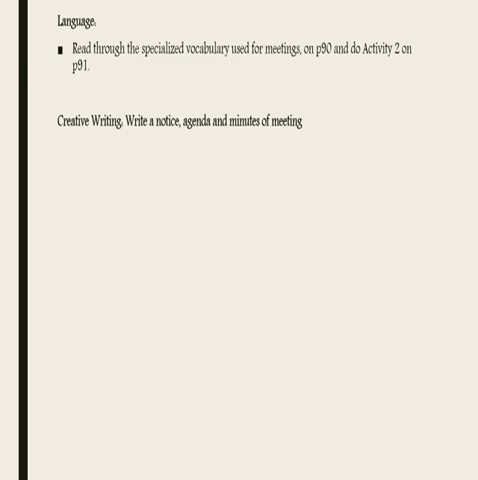 Language:
▪ Read through the specialized vocabulary used for meetings, on p90 and do Activity 2 on
p91.
Creative Writing: Write a notice, agenda and minutes of meeting